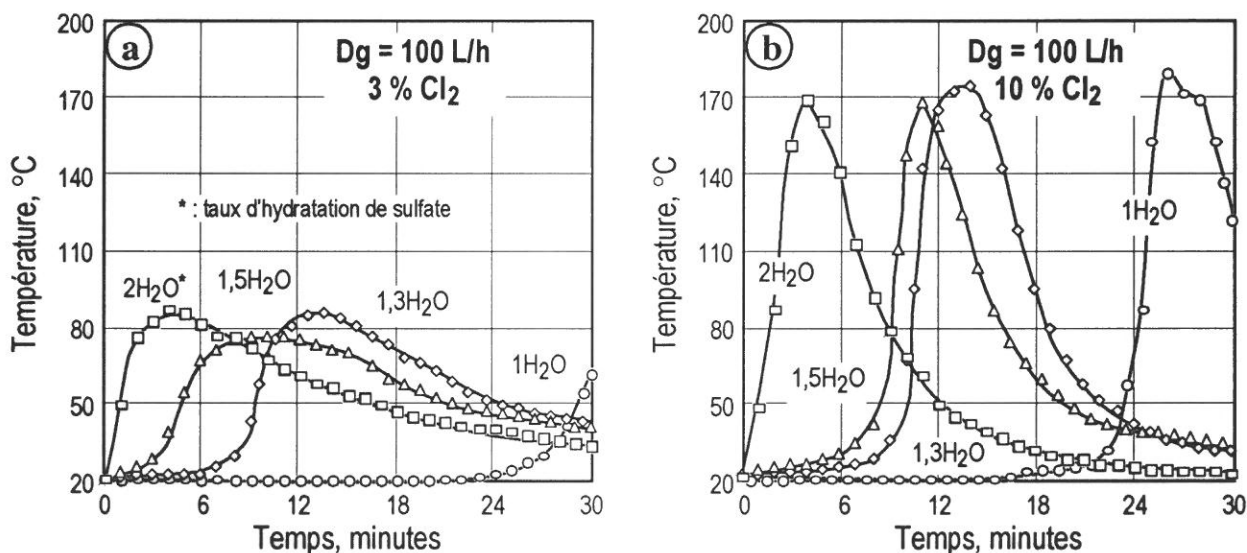 a
Dg = 100 L/h
3 % Cl2
Température, °C
200
170
140
110
80
50
20
* : taux d'hydratation de sulfate
2H2O*
1,5H2O
1,3H2O
1H2O
0
6
12
18
24
30
Temps, minutes
b
Dg = 100 L/h
10 % Cl2
Température, °C
200
170
140
110
80
50
20
2H2O
1,5H2O
1,3H2O
1H2O
0
6
12
18
24
30
Temps, minutes